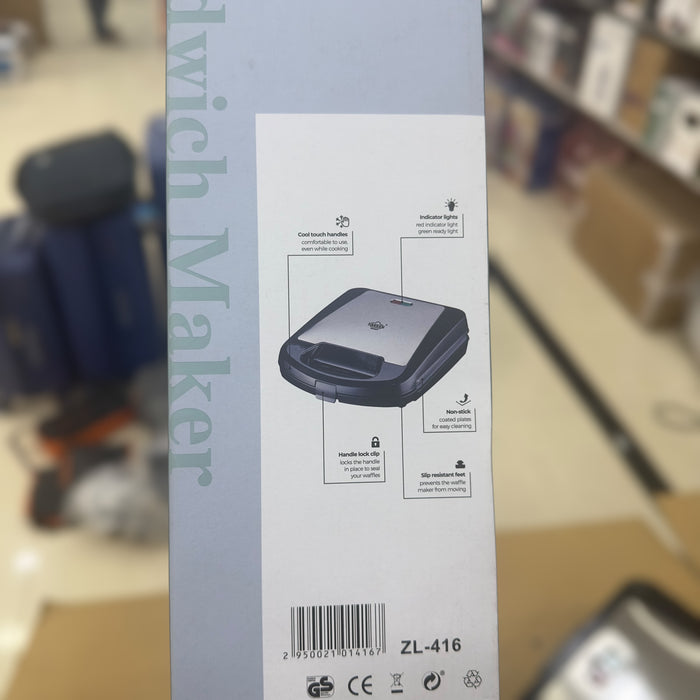 dwich Maker
Cool touch handles
comfortable to use,
even while cooking
Indicator lights
red indicator light
green ready light
Non-stick
coated plates
for easy cleaning
Handle lock clip
locks the handle
in place to seal
your waffles
Slip resistant feet
prevents the waffle
maker from moving
2 950021 014167
ZL-416
GS
CE